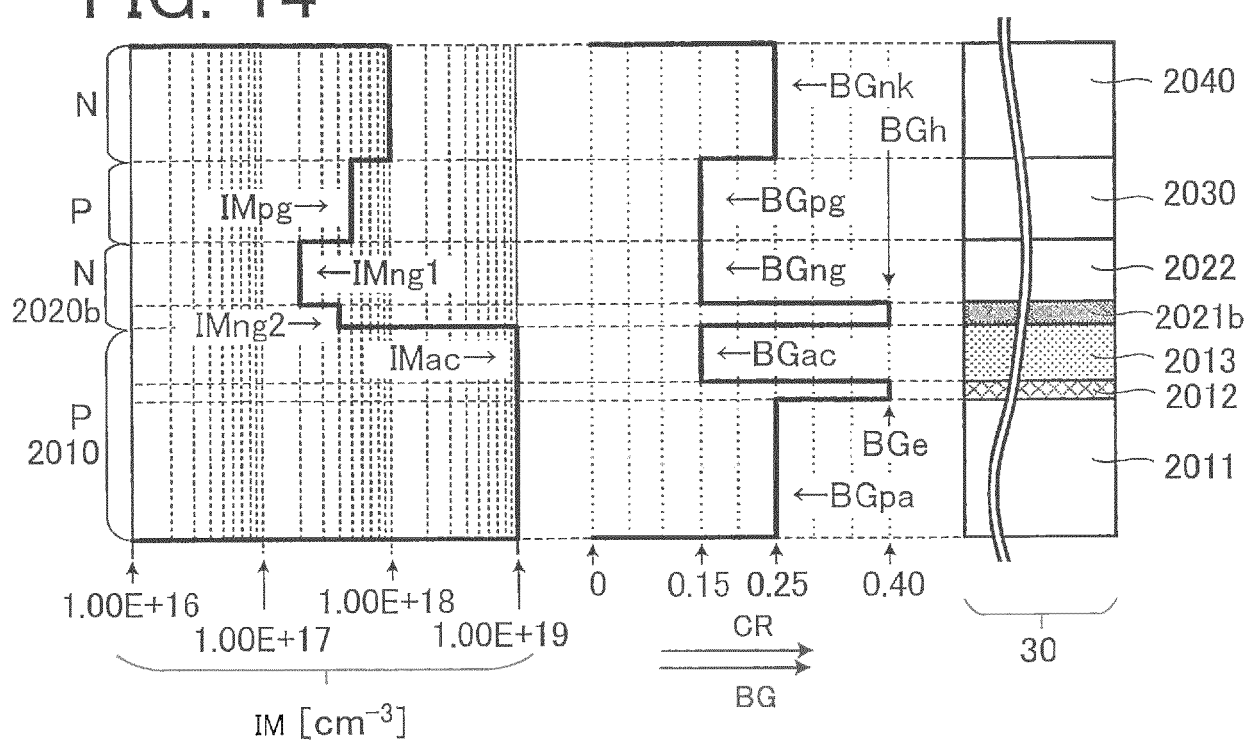 FIG. 14
N
P
N
2020b
P
2010
IMpg→
←IMng1
IMng2→
IMac→
←BGnk
BGh
←BGpg
←BGng
←BGac
BGe
←BGpa
2040
2030
2022
2021b
2013
2012
2011
1.00E+16
1.00E+17
1.00E+18
1.00E+19
IM [cm⁻³]
0
0.15
0.25
0.40
CR
BG
30